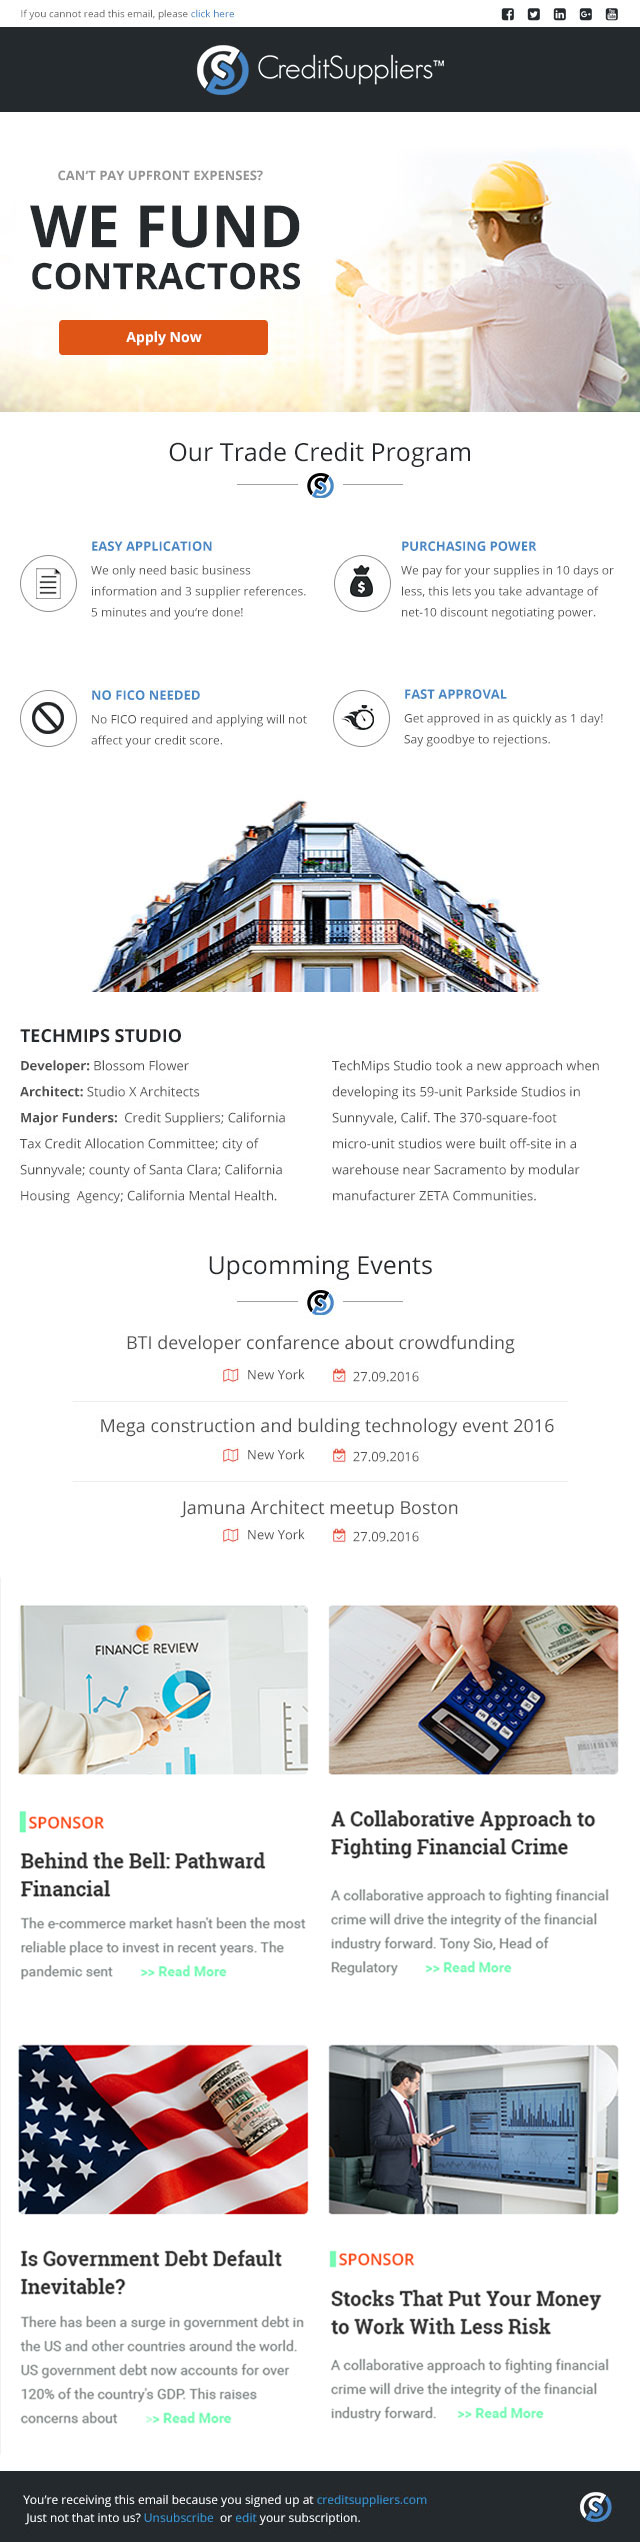 If you cannot read this email, please click here
CreditSuppliers™
CAN'T PAY UPFRONT EXPENSES?
WE FUND
CONTRACTORS
Apply Now
Our Trade Credit Program
EASY APPLICATION
We only need basic business
information and 3 supplier references.
5 minutes and you're done!
PURCHASING POWER
We pay for your supplies in 10 days or
less, this lets you take advantage of
net-10 discount negotiating power.
NO FICO NEEDED
No FICO required and applying will not
affect your credit score.
FAST APPROVAL
Get approved in as quickly as 1 day!
Say goodbye to rejections.
TECHMIPS STUDIO
Developer: Blossom Flower
Architect: Studio X Architects
Major Funders: Credit Suppliers; California
Tax Credit Allocation Committee; city of
Sunnyvale; county of Santa Clara; California
Housing Agency; California Mental Health.
TechMips Studio took a new approach when
developing its 59-unit Parkside Studios in
Sunnyvale, Calif. The 370-square-foot
micro-unit studios were built off-site in a
warehouse near Sacramento by modular
manufacturer ZETA Communities.
Upcomming Events
BTI developer confarence about crowdfunding
New York 27.09.2016
Mega construction and bulding technology event 2016
New York 27.09.2016
Jamuna Architect meetup Boston
New York 27.09.2016
FINANCE REVIEW
SPONSOR
Behind the Bell: Pathward
Financial
The e-commerce market hasn't been the most
reliable place to invest in recent years. The
pandemic sent >> Read More
A Collaborative Approach to
Fighting Financial Crime
A collaborative approach to fighting financial
crime will drive the integrity of the financial
industry forward. Tony Sio, Head of
Regulatory >> Read More
Is Government Debt Default
Inevitable?
There has been a surge in government debt in
the US and other countries around the world.
US government debt now accounts for over
120% of the country's GDP. This raises
concerns about >> Read More
SPONSOR
Stocks That Put Your Money
to Work With Less Risk
A collaborative approach to fighting financial
crime will drive the integrity of the financial
industry forward. >> Read More
You're receiving this email because you signed up at creditsuppliers.com
Just not that into us? Unsubscribe or edit your subscription.